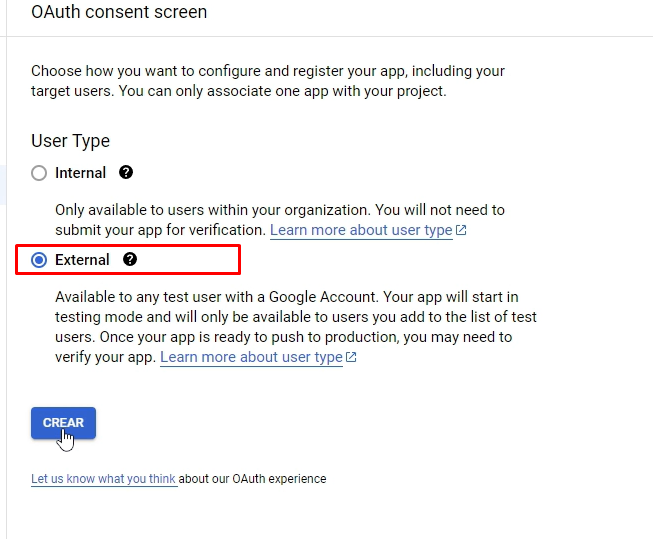 OAuth consent screen
Choose how you want to configure and register your app, including your
target users. You can only associate one app with your project.
User Type
Internal ?
Only available to users within your organization. You will not need to
submit your app for verification. Learn more about user type
External ?
Available to any test user with a Google Account. Your app will start in
testing mode and will only be available to users you add to the list of test
users. Once your app is ready to push to production, you may need to
verify your app. Learn more about user type
CREAR
Let us know what you think about our OAuth experience